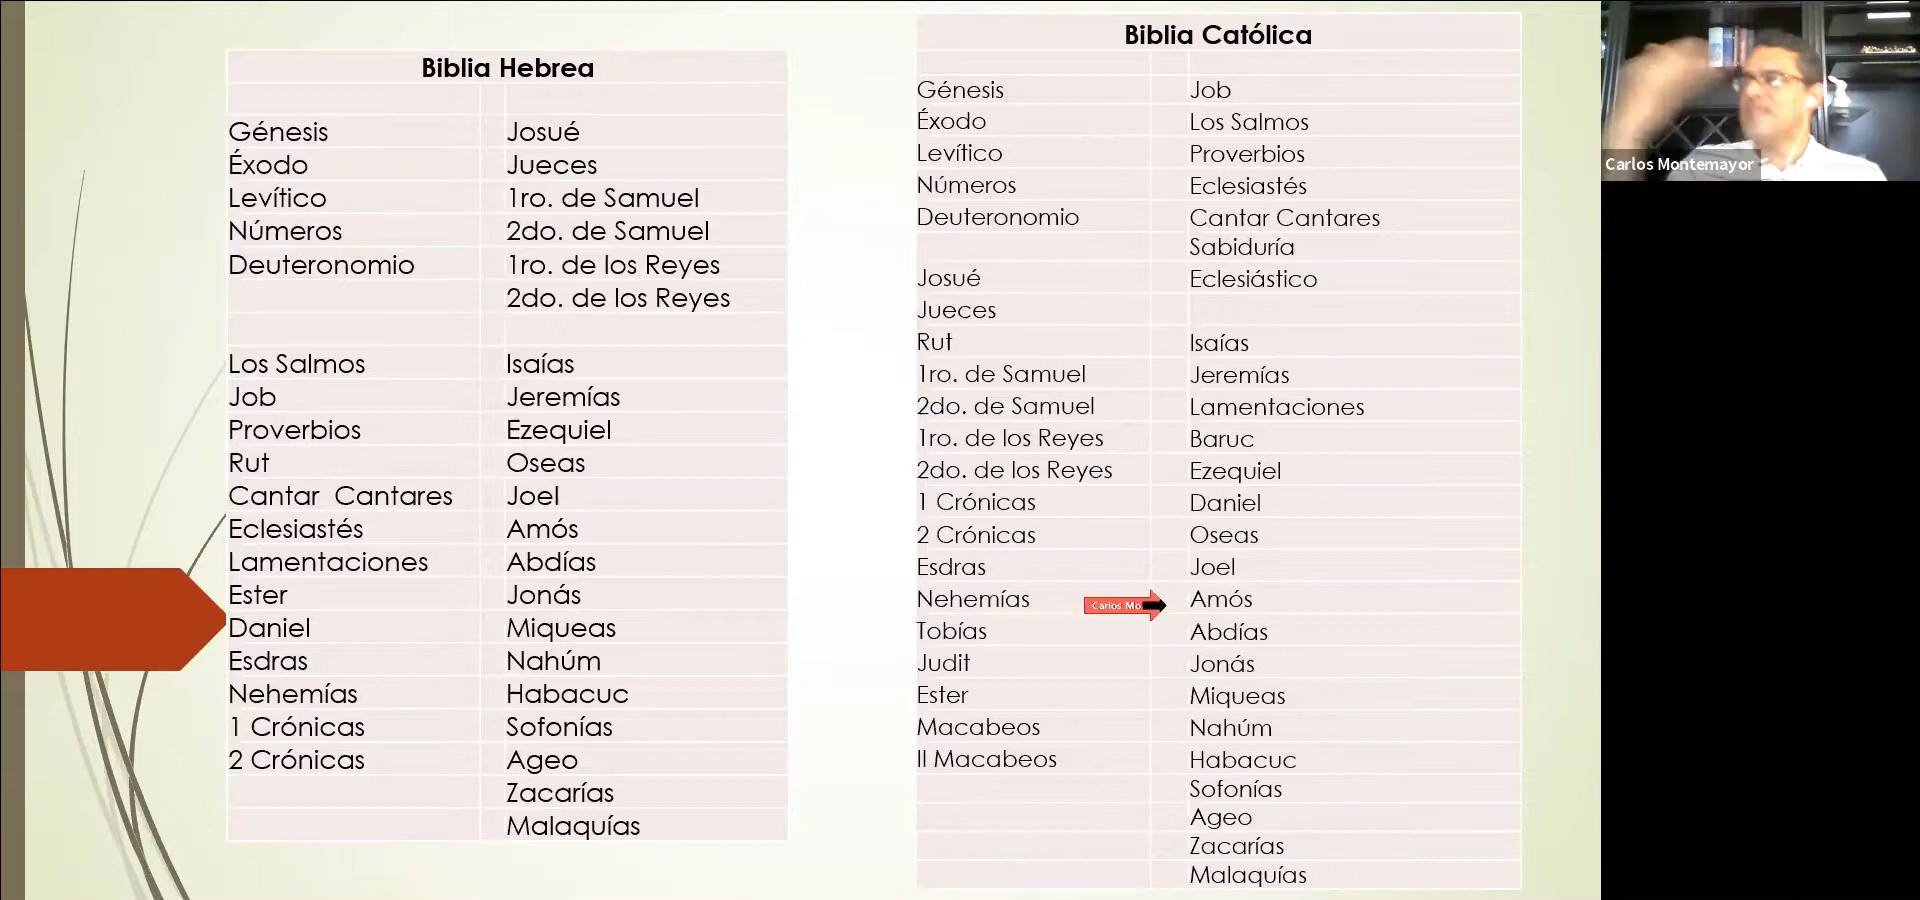 Biblia Hebrea
Génesis
Éxodo
Levítico
Números
Deuteronomio
Josué
Jueces
1ro. de Samuel
2do. de Samuel
1ro. de los Reyes
2do. de los Reyes
Los Salmos
Job
Proverbios
Rut
Cantar  Cantares
Eclesiastés
Lamentaciones
Ester
Daniel
Esdras
Nehemías
1 Crónicas
2 Crónicas
Isaías
Jeremías
Ezequiel
Oseas
Joel
Amós
Abdías
Jonás
Miqueas
Nahúm
Habacuc
Sofonías
Ageo
Zacarías
Malaquías
Biblia Católica
Génesis
Éxodo
Levítico
Números
Deuteronomio
Josué
Jueces
Rut
1ro. de Samuel
2do. de Samuel
1ro. de los Reyes
2do. de los Reyes
1 Crónicas
2 Crónicas
Esdras
Nehemías
Tobías
Judit
Ester
Macabeos
II Macabeos
Job
Los Salmos
Proverbios
Eclesiastés
Cantar Cantares
Sabiduría
Eclesiástico
Isaías
Jeremías
Lamentaciones
Baruc
Ezequiel
Daniel
Oseas
Joel
Amós
Abdías
Jonás
Miqueas
Nahúm
Habacuc
Sofonías
Ageo
Zacarías
Malaquías
Carlos Mo
Carlos Montemayor